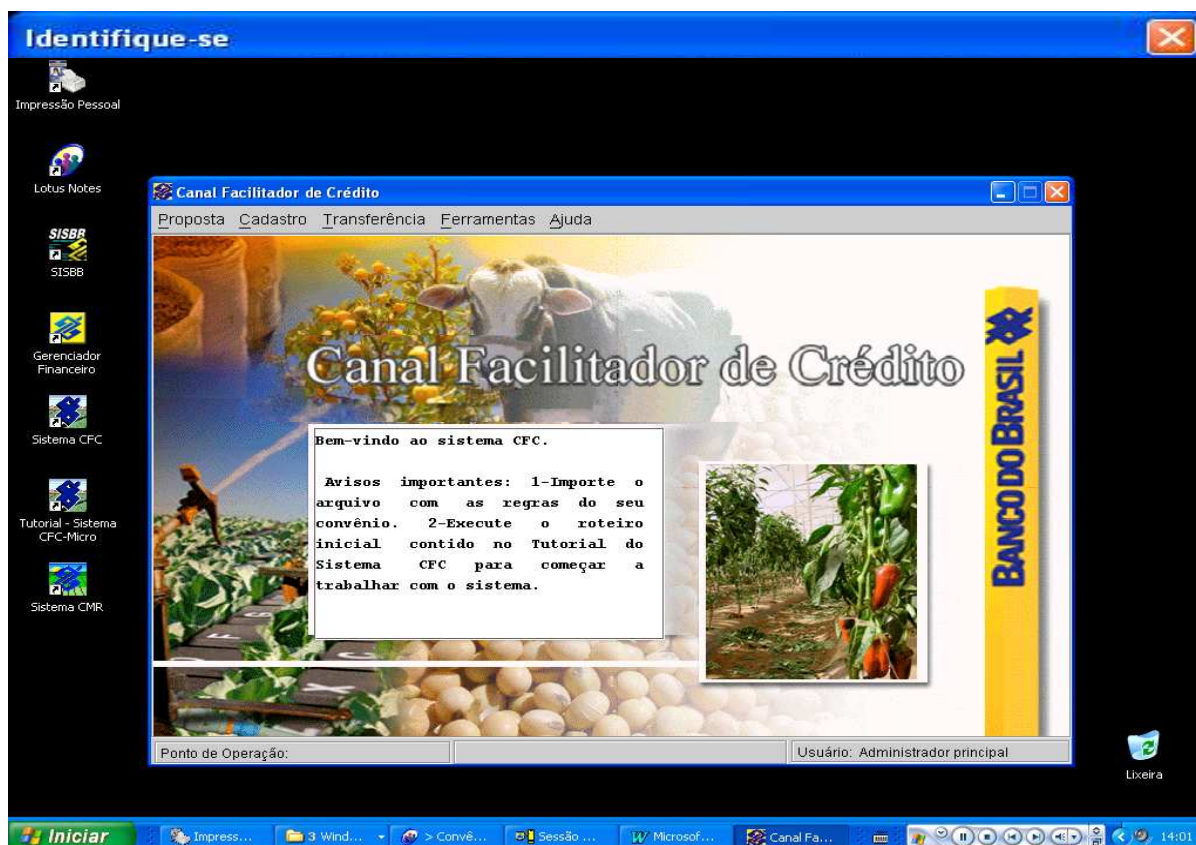 Identifique-se
Impressão Pessoal
Lotus Notes
SISBB
SISBB
Gerenciador
Financeiro
Sistema CFC
Tutorial - Sistema
CFC-Micro
Sistema CMR
Canal Facilitador de Crédito
Proposta Cadastro Transferência Ferramentas Ajuda
Canal Facilitador de Crédito
BANCO DO BRASIL
Bem-vindo ao sistema CFC.
Avisos importantes: 1-Importe o
arquivo com as regras do seu
convênio. 2-Execute o roteiro
inicial contido no Tutorial do
Sistema CFC para começar a
trabalhar com o sistema.
Ponto de Operação:
Usuário: Administrador principal
Lixeira
Iniciar
Impress...
3 Wind...
> Convê...
Sessão ...
Microsof...
Canal Fa...
14:01